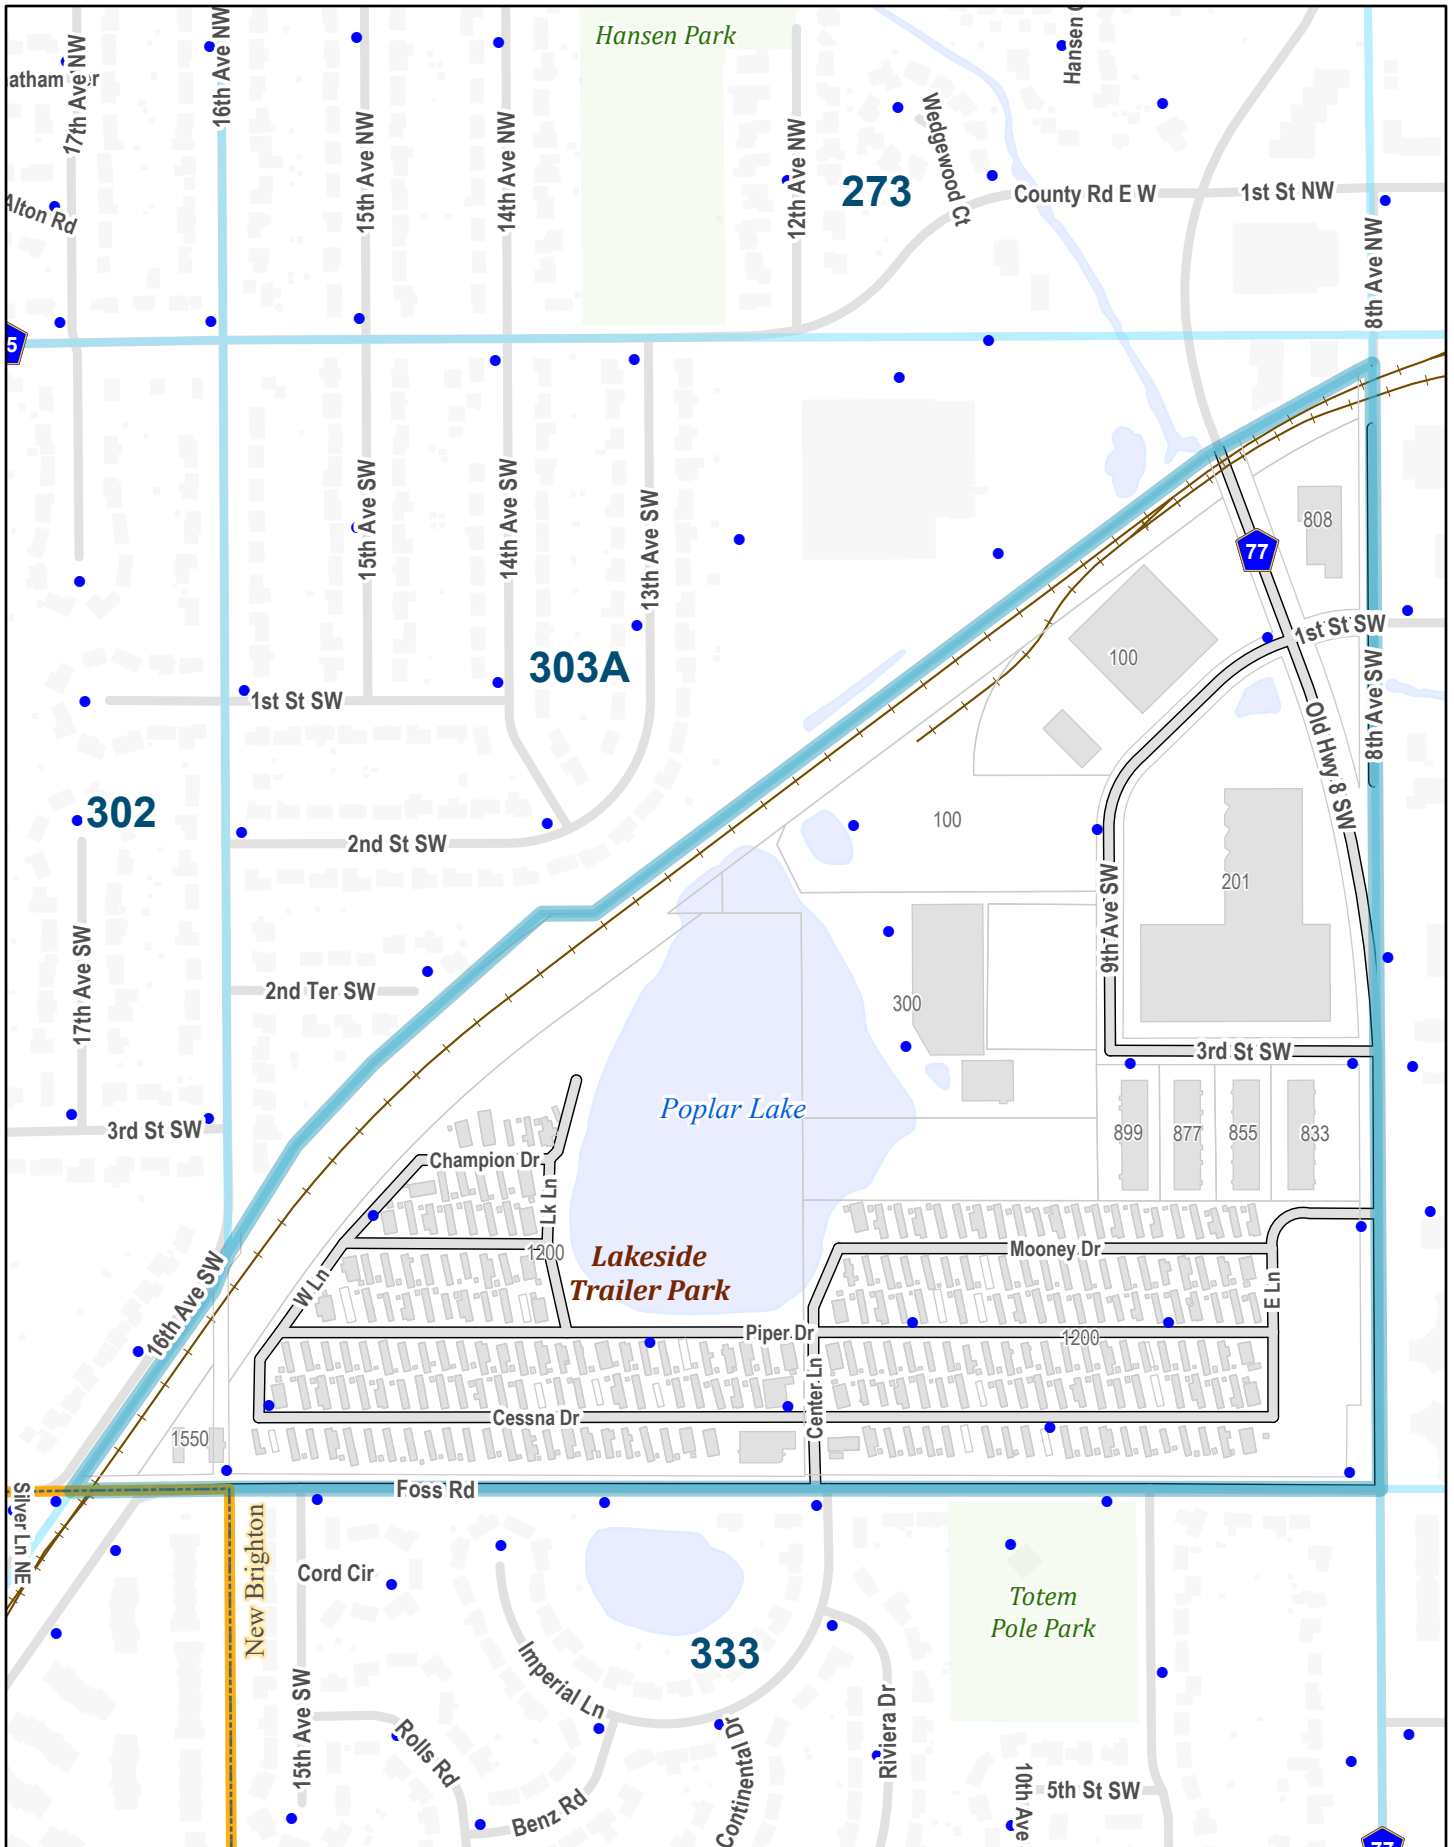 Hansen Park
17th Ave NW
16th Ave NW
15th Ave NW
14th Ave NW
12th Ave NW
Wedgewood Ct
Hansen
Alton Rd
273
County Rd E W
1st St NW
8th Ave NW
5
15th Ave SW
14th Ave SW
13th Ave SW
77
808
1st St SW
100
303A
1st St SW
8th Ave SW
Old Hwy 8 SW
302
2nd St SW
100
201
9th Ave SW
17th Ave SW
2nd Ter SW
300
3rd St SW
Poplar Lake
3rd St SW
899
877
855
833
Champion Dr
Lk Ln
1200
Lakeside
Trailer Park
Mooney Dr
W Ln
E Ln
16th Ave SW
Piper Dr
1200
Center Ln
Cessna Dr
1550
Foss Rd
Silver Ln NE
New Brighton
Cord Cir
Totem
Pole Park
333
Imperial Ln
15th Ave SW
Rolls Rd
Benz Rd
Continental Dr
Riviera Dr
10th Ave
5th St SW
77